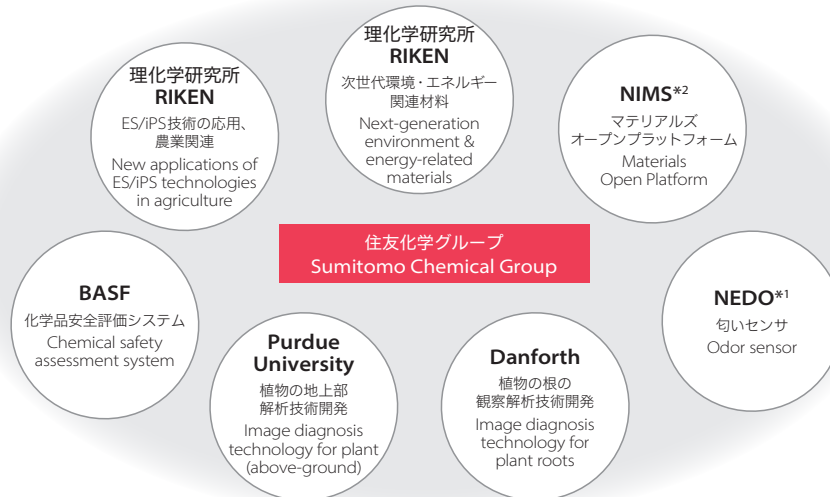 理化学研究所
RIKEN
ES/iPS技術の応用、
農業関連
New applications of
ES/iPS technologies
in agriculture
理化学研究所
RIKEN
次世代環境・エネルギー
関連材料
Next-generation
environment &
energy-related
materials
NIMS*2
マテリアルズ
オープンプラットフォーム
Materials
Open Platform
住友化学グループ
Sumitomo Chemical Group
BASF
化学品安全評価システム
Chemical safety
assessment system
Purdue
University
植物の地上部
解析技術開発
Image diagnosis
technology for plant
(above-ground)
Danforth
植物の根の
観察解析技術開発
Image diagnosis
technology for
plant roots
NEDO*1
匂いセンサ
Odor sensor